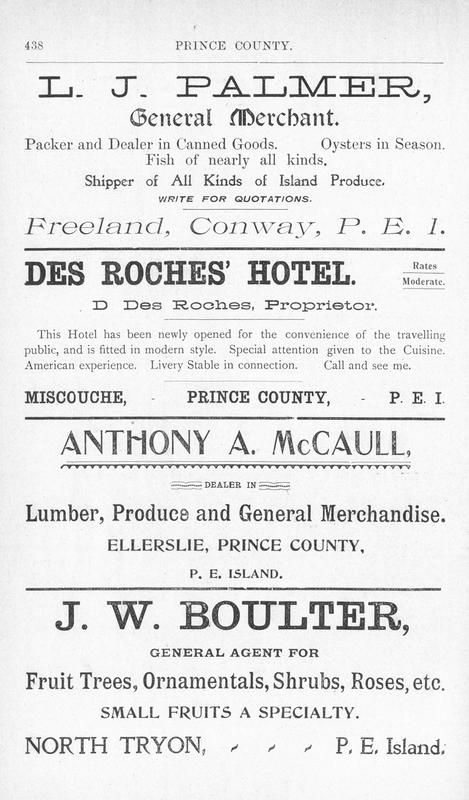 438 PRINCE COUNTY.
L. J. PALMER,
General Merchant.
Packer and Dealer in Canned Goods. Oysters in Season.
Fish of nearly all kinds.
Shipper of All Kinds of Island Produce.
WRITE FOR QUOTATIONS.
Freeland, Conway, P. E. I.
DES ROCHES' HOTEL.
Rates
Moderate.
D Des Roches, Proprietor.
This Hotel has been newly opened for the convenience of the travelling
public, and is fitted in modern style. Special attention given to the Cuisine.
American experience. Livery Stable in connection. Call and see me.
MISCOUCHE, - PRINCE COUNTY, - P. E. I.
ANTHONY A. McCAULL,
DEALER IN
Lumber, Produce and General Merchandise.
ELLERSLIE, PRINCE COUNTY,
P. E. ISLAND.
J. W. BOULTER,
GENERAL AGENT FOR
Fruit Trees, Ornamentals, Shrubs, Roses, etc.
SMALL FRUITS A SPECIALTY.
NORTH TRYON, - - - P. E. Island.